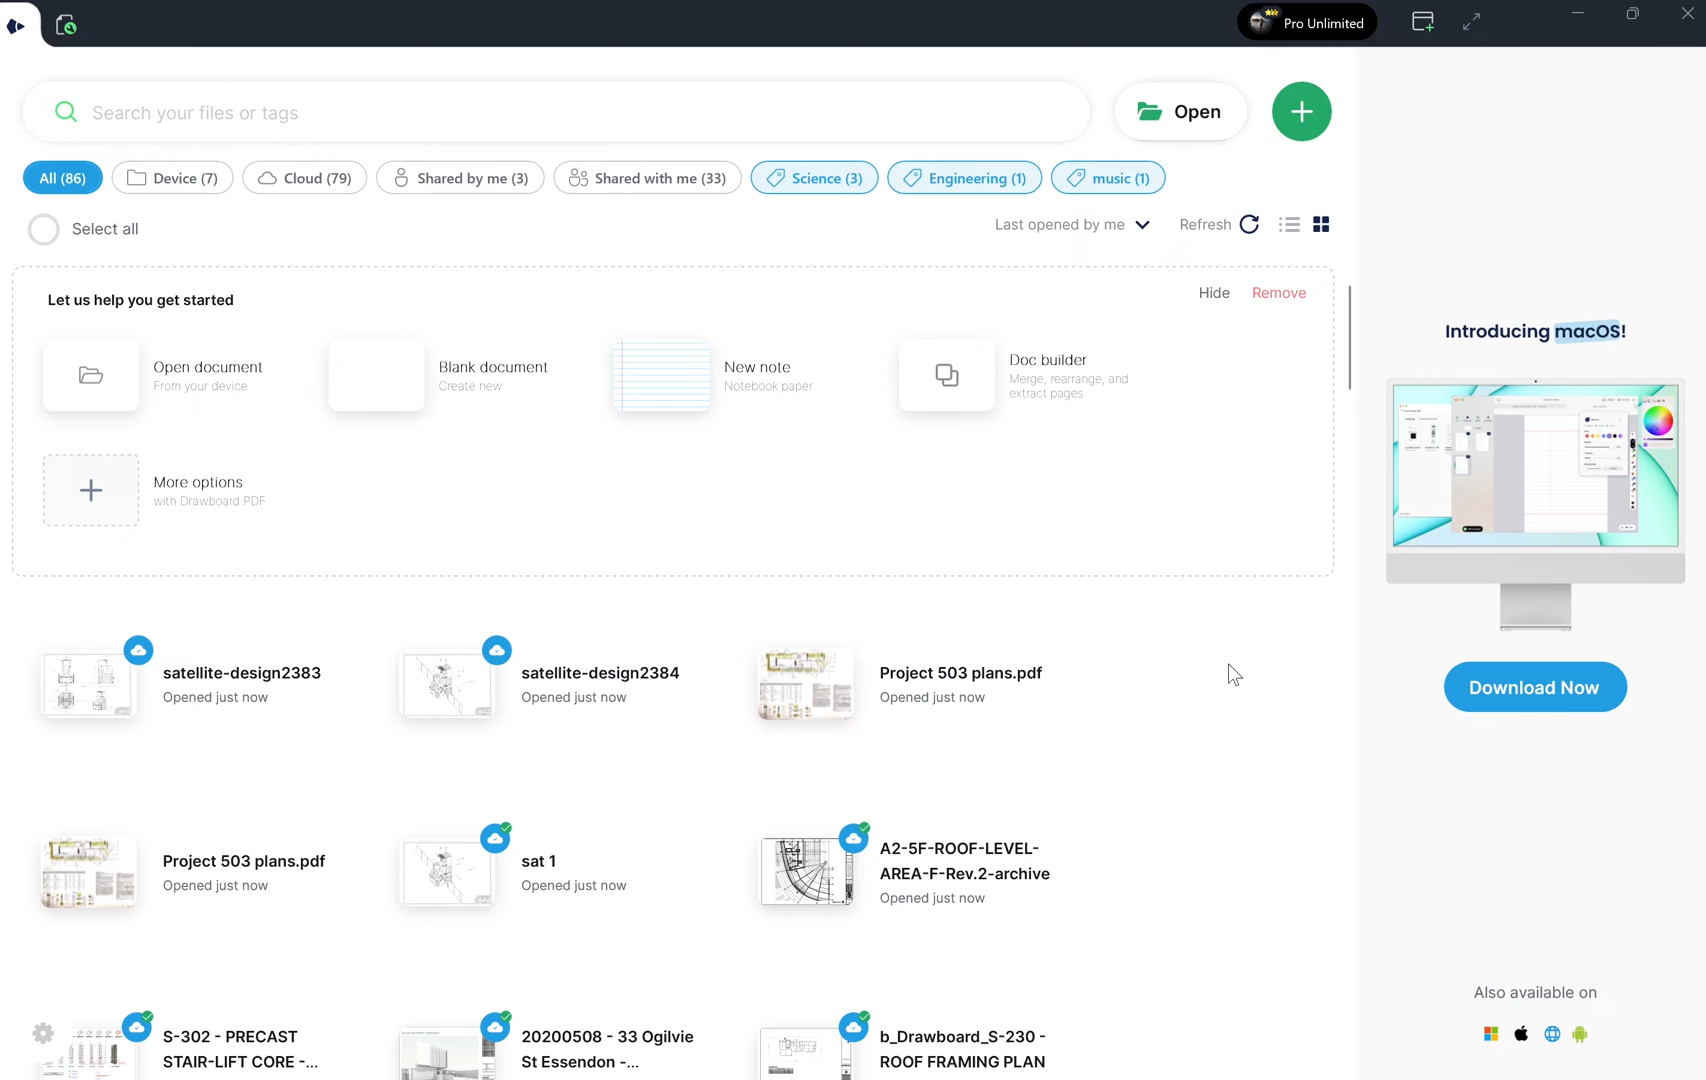 Pro Unlimited
Search your files or tags
Open
All (86)
Device (7)
Cloud (79)
Shared by me (3)
Shared with me (33)
Science (3)
Engineering (1)
music (1)
Select all
Last opened by me
Refresh
Let us help you get started
Hide
Remove
Open document
From your device
Blank document
Create new
New note
Notebook paper
Doc builder
Merge, rearrange, and
extract pages
More options
with Drawboard PDF
Introducing macOS!
Download Now
satellite-design2383
Opened just now
satellite-design2384
Opened just now
Project 503 plans.pdf
Opened just now
Project 503 plans.pdf
Opened just now
sat 1
Opened just now
A2-5F-ROOF-LEVEL-
AREA-F-Rev.2-archive
Opened just now
S-302 - PRECAST
STAIR-LIFT CORE -...
20200508 - 33 Ogilvie
St Essendon -...
b_Drawboard_S-230 -
ROOF FRAMING PLAN
Also available on